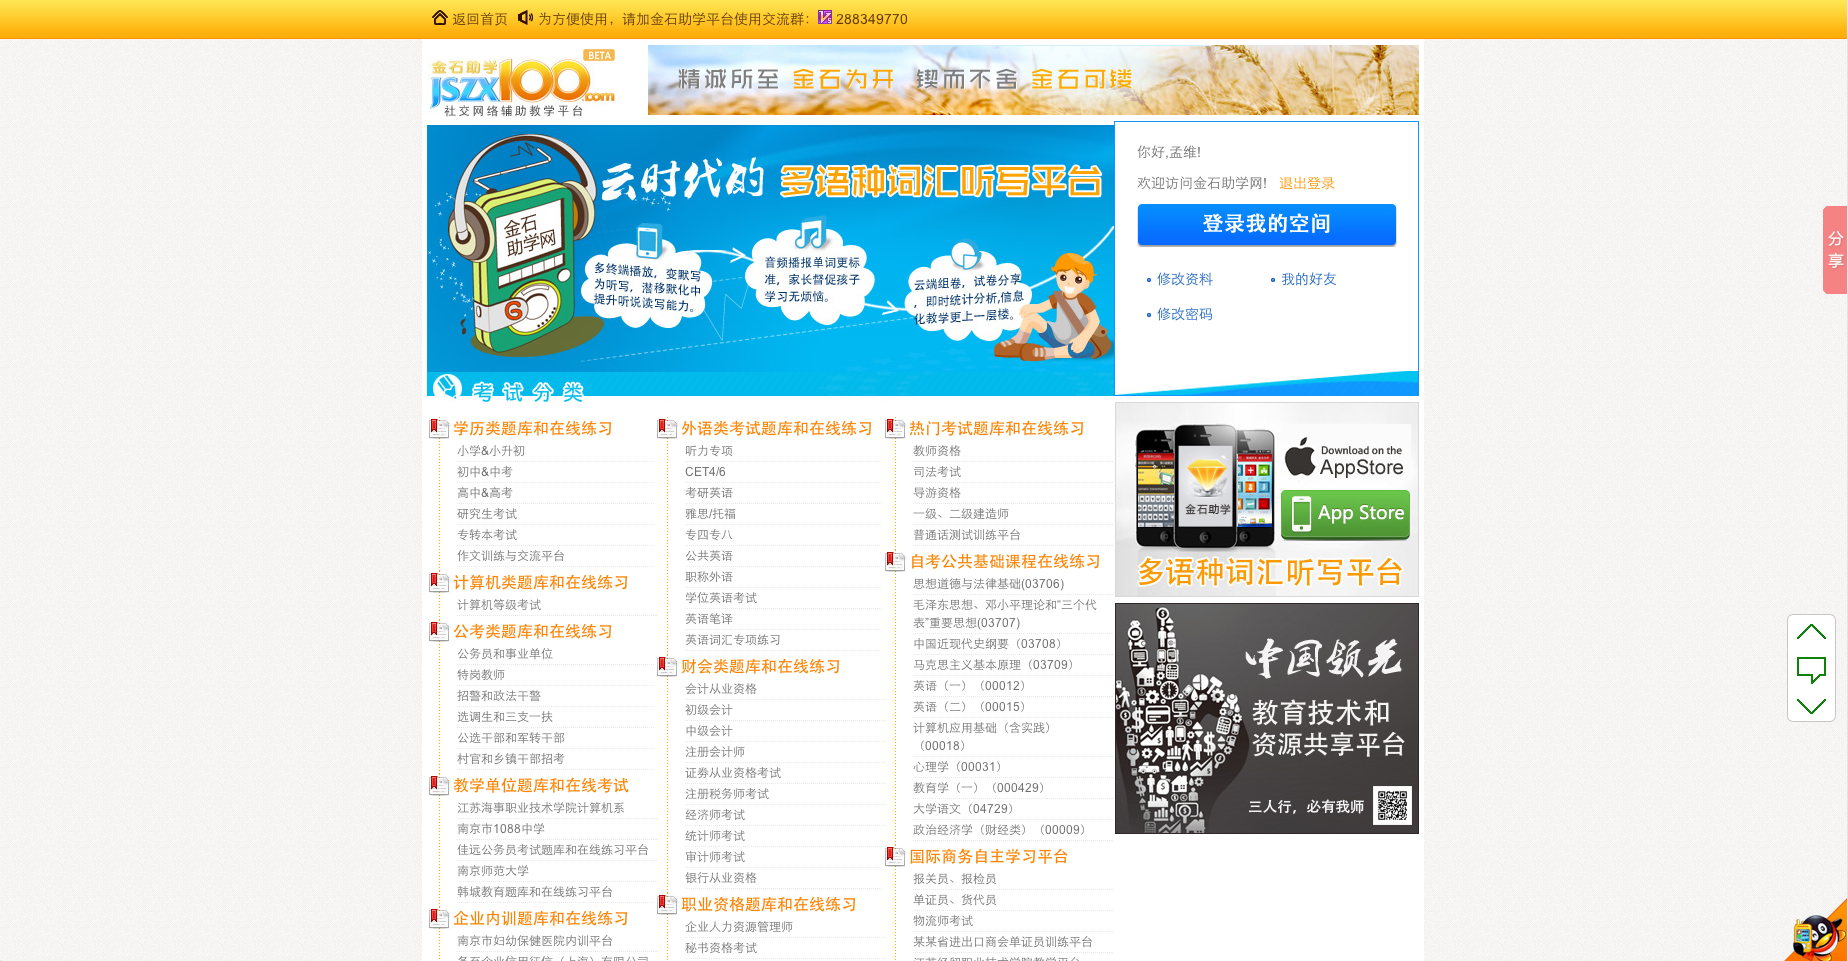 返回首页 为方便使用，请加金石助学平台使用交流群： 288349770
金石助学 BETA
JSZX100.com
社交网络辅助教学平台
精诚所至 金石为开 锲而不舍 金石可镂
云时代的 多语种词汇听写平台
金石
助学网
多终端播放，变默写
为听写，潜移默化中
提升听说读写能力。
音频播报单词更标
准，家长督促孩子
学习无烦恼。
云端组卷，试卷分享
，即时统计分析,信息
化教学更上一层楼。
你好,孟维!
欢迎访问金石助学网! 退出登录
登录我的空间
修改资料 我的好友
修改密码
分享
考试分类
学历类题库和在线练习
小学&小升初
初中&中考
高中&高考
研究生考试
专转本考试
作文训练与交流平台
计算机类题库和在线练习
计算机等级考试
公考类题库和在线练习
公务员和事业单位
特岗教师
招警和政法干警
选调生和三支一扶
公选干部和军转干部
村官和乡镇干部招考
教学单位题库和在线考试
江苏海事职业技术学院计算机系
南京市1088中学
佳远公务员考试题库和在线练习平台
南京师范大学
韩城教育题库和在线练习平台
企业内训题库和在线练习
南京市妇幼保健医院内训平台
外语类考试题库和在线练习
听力专项
CET4/6
考研英语
雅思/托福
专四专八
公共英语
职称外语
学位英语考试
英语笔译
英语词汇专项练习
财会类题库和在线练习
会计从业资格
初级会计
中级会计
注册会计师
证券从业资格考试
注册税务师考试
经济师考试
统计师考试
审计师考试
银行从业资格
职业资格题库和在线练习
企业人力资源管理师
秘书资格考试
热门考试题库和在线练习
教师资格
司法考试
导游资格
一级、二级建造师
普通话测试训练平台
自考公共基础课程在线练习
思想道德与法律基础(03706)
毛泽东思想、邓小平理论和“三个代
表”重要思想(03707)
中国近现代史纲要（03708）
马克思主义基本原理（03709）
英语（一）（00012）
英语（二）（00015）
计算机应用基础（含实践）
（00018）
心理学（00031）
教育学（一）（000429）
大学语文（04729）
政治经济学（财经类）（00009）
国际商务自主学习平台
报关员、报检员
单证员、货代员
物流师考试
某某省进出口商会单证员训练平台
金石助学
Download on the
AppStore
App Store
多语种词汇听写平台
中国领先
教育技术和
资源共享平台
三人行，必有我师